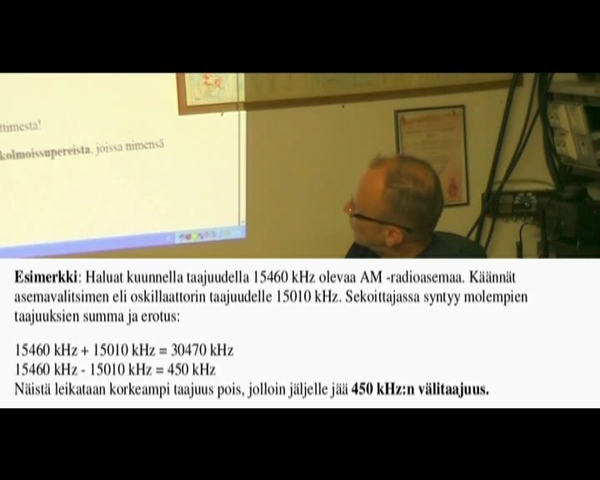 ttimesta!
kolmoissupereista, joissa nimensä
Esimerkki: Haluat kuunnella taajuudella 15460 kHz olevaa AM -radioasemaa. Käännät
asemavalitsimen eli oskillaattorin taajuudelle 15010 kHz. Sekoittajassa syntyy molempien
taajuuksien summa ja erotus:
15460 kHz + 15010 kHz = 30470 kHz
15460 kHz - 15010 kHz = 450 kHz
Näistä leikataan korkeampi taajuus pois, jolloin jäljelle jää 450 kHz:n välitaajuus.